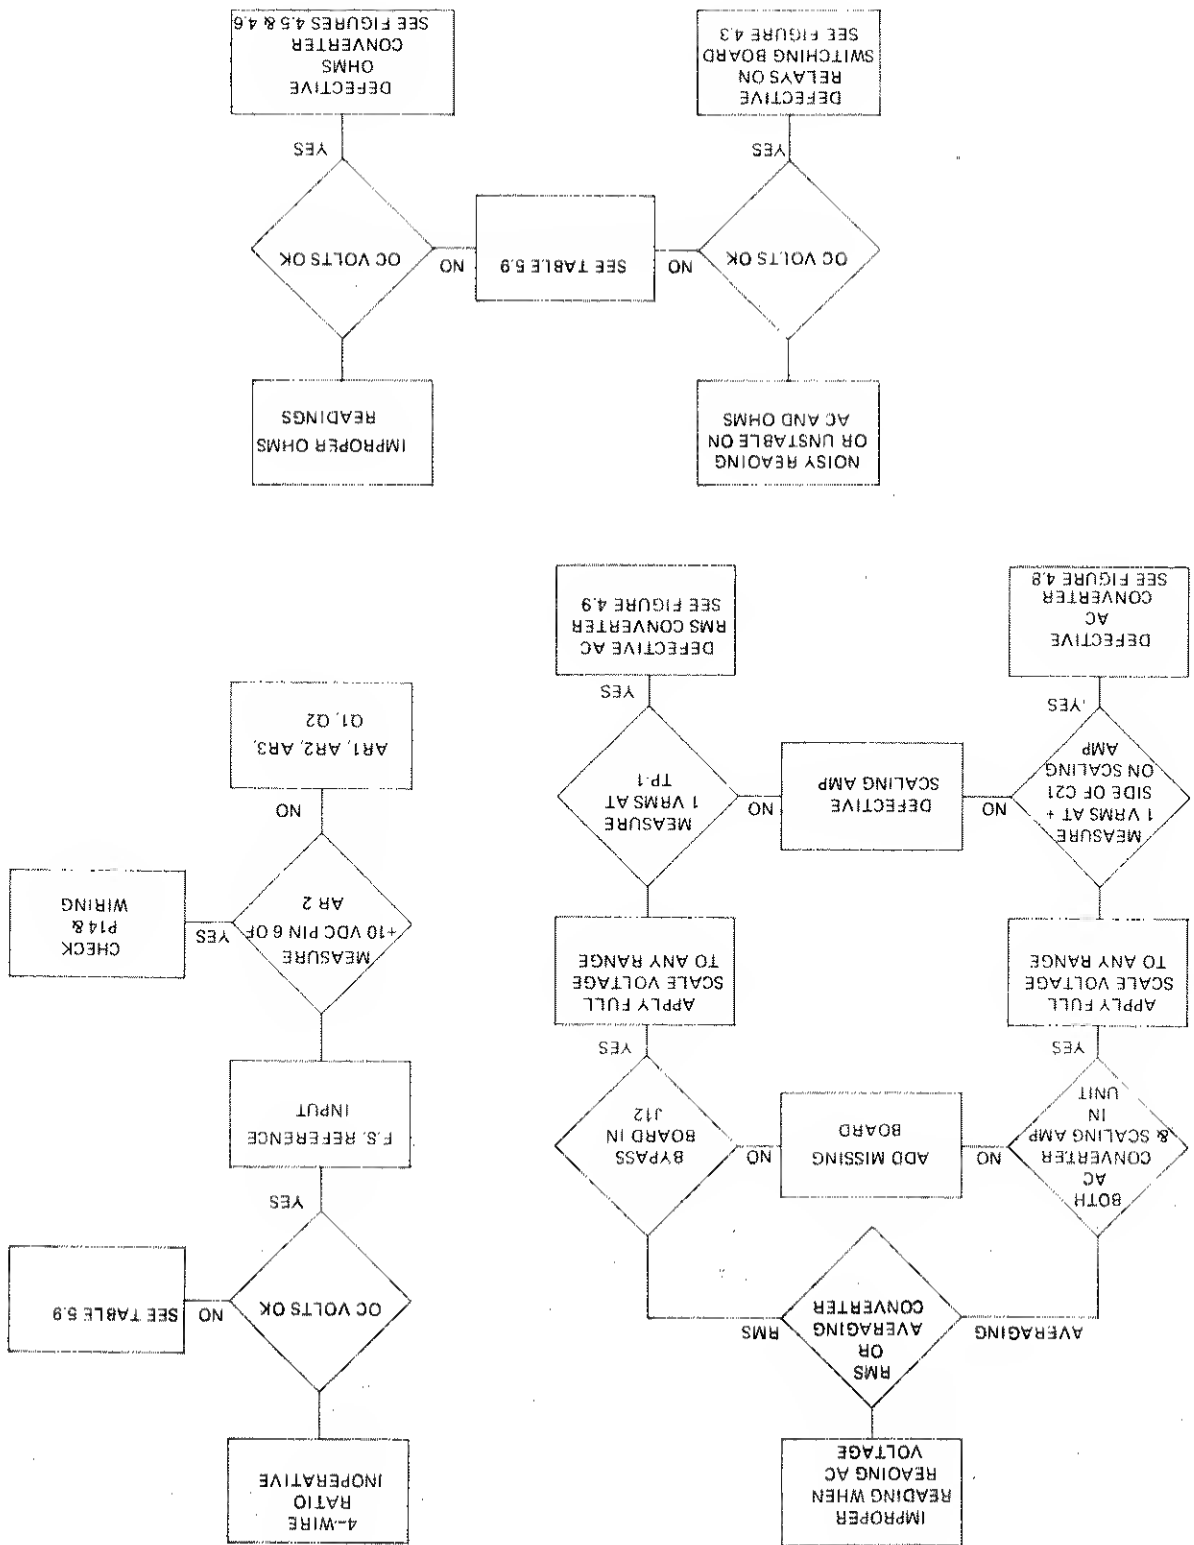 IMPROPER
READING WHEN
READING AC
VOLTAGE
RMS
OR
AVERAGING
CONVERTER
AVERAGING
RMS
BOTH
AC
CONVERTER
& SCALING AMP
IN
UNIT
NO
ADD MISSING
BOARD
NO
BYPASS
BOARD IN
J12
YES
YES
APPLY FULL
SCALE VOLTAGE
TO ANY RANGE
APPLY FULL
SCALE VOLTAGE
TO ANY RANGE
MEASURE
1 VRMS AT +
SIDE OF C21
ON SCALING
AMP
NO
DEFECTIVE
SCALING AMP
NO
MEASURE
1 VRMS AT
TP-1
YES
YES
DEFECTIVE
AC
CONVERTER
SEE FIGURE 4.8
DEFECTIVE AC
RMS CONVERTER
SEE FIGURE 4.9
4-WIRE
RATIO
INOPERATIVE
DC VOLTS OK
NO
SEE TABLE 5.9
YES
F.S. REFERENCE
INPUT
MEASURE
+10 VDC PIN 6 OF
AR 2
YES
CHECK
P14 &
WIRING
NO
AR1, AR2, AR3,
Q1, Q2
NOISY READING
OR UNSTABLE ON
AC AND OHMS
DC VOLTS OK
NO
SEE TABLE 5.9
YES
DEFECTIVE
RELAYS ON
SWITCHING BOARD
SEE FIGURE 4.3
IMPROPER OHMS
READINGS
DC VOLTS OK
NO
YES
DEFECTIVE
OHMS
CONVERTER
SEE FIGURES 4.5 & 4.6